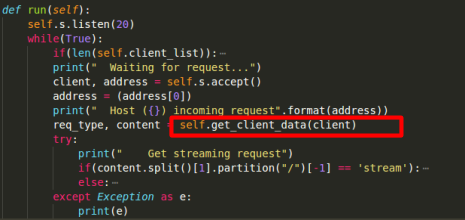 def run(self):
self.s.listen(20)
while(True):
if(len(self.client_list)):⋯
print("  Waiting for request...")
client, address = self.s.accept()
address = (address[0])
print("  Host ({}) incoming request".format(address))
req_type, content = self.get_client_data(client)
try:
print("    Get streaming request")
if(content.split()[1].partition("/")[-1] == 'stream'):⋯
else:⋯
except Exception as e:
print(e)